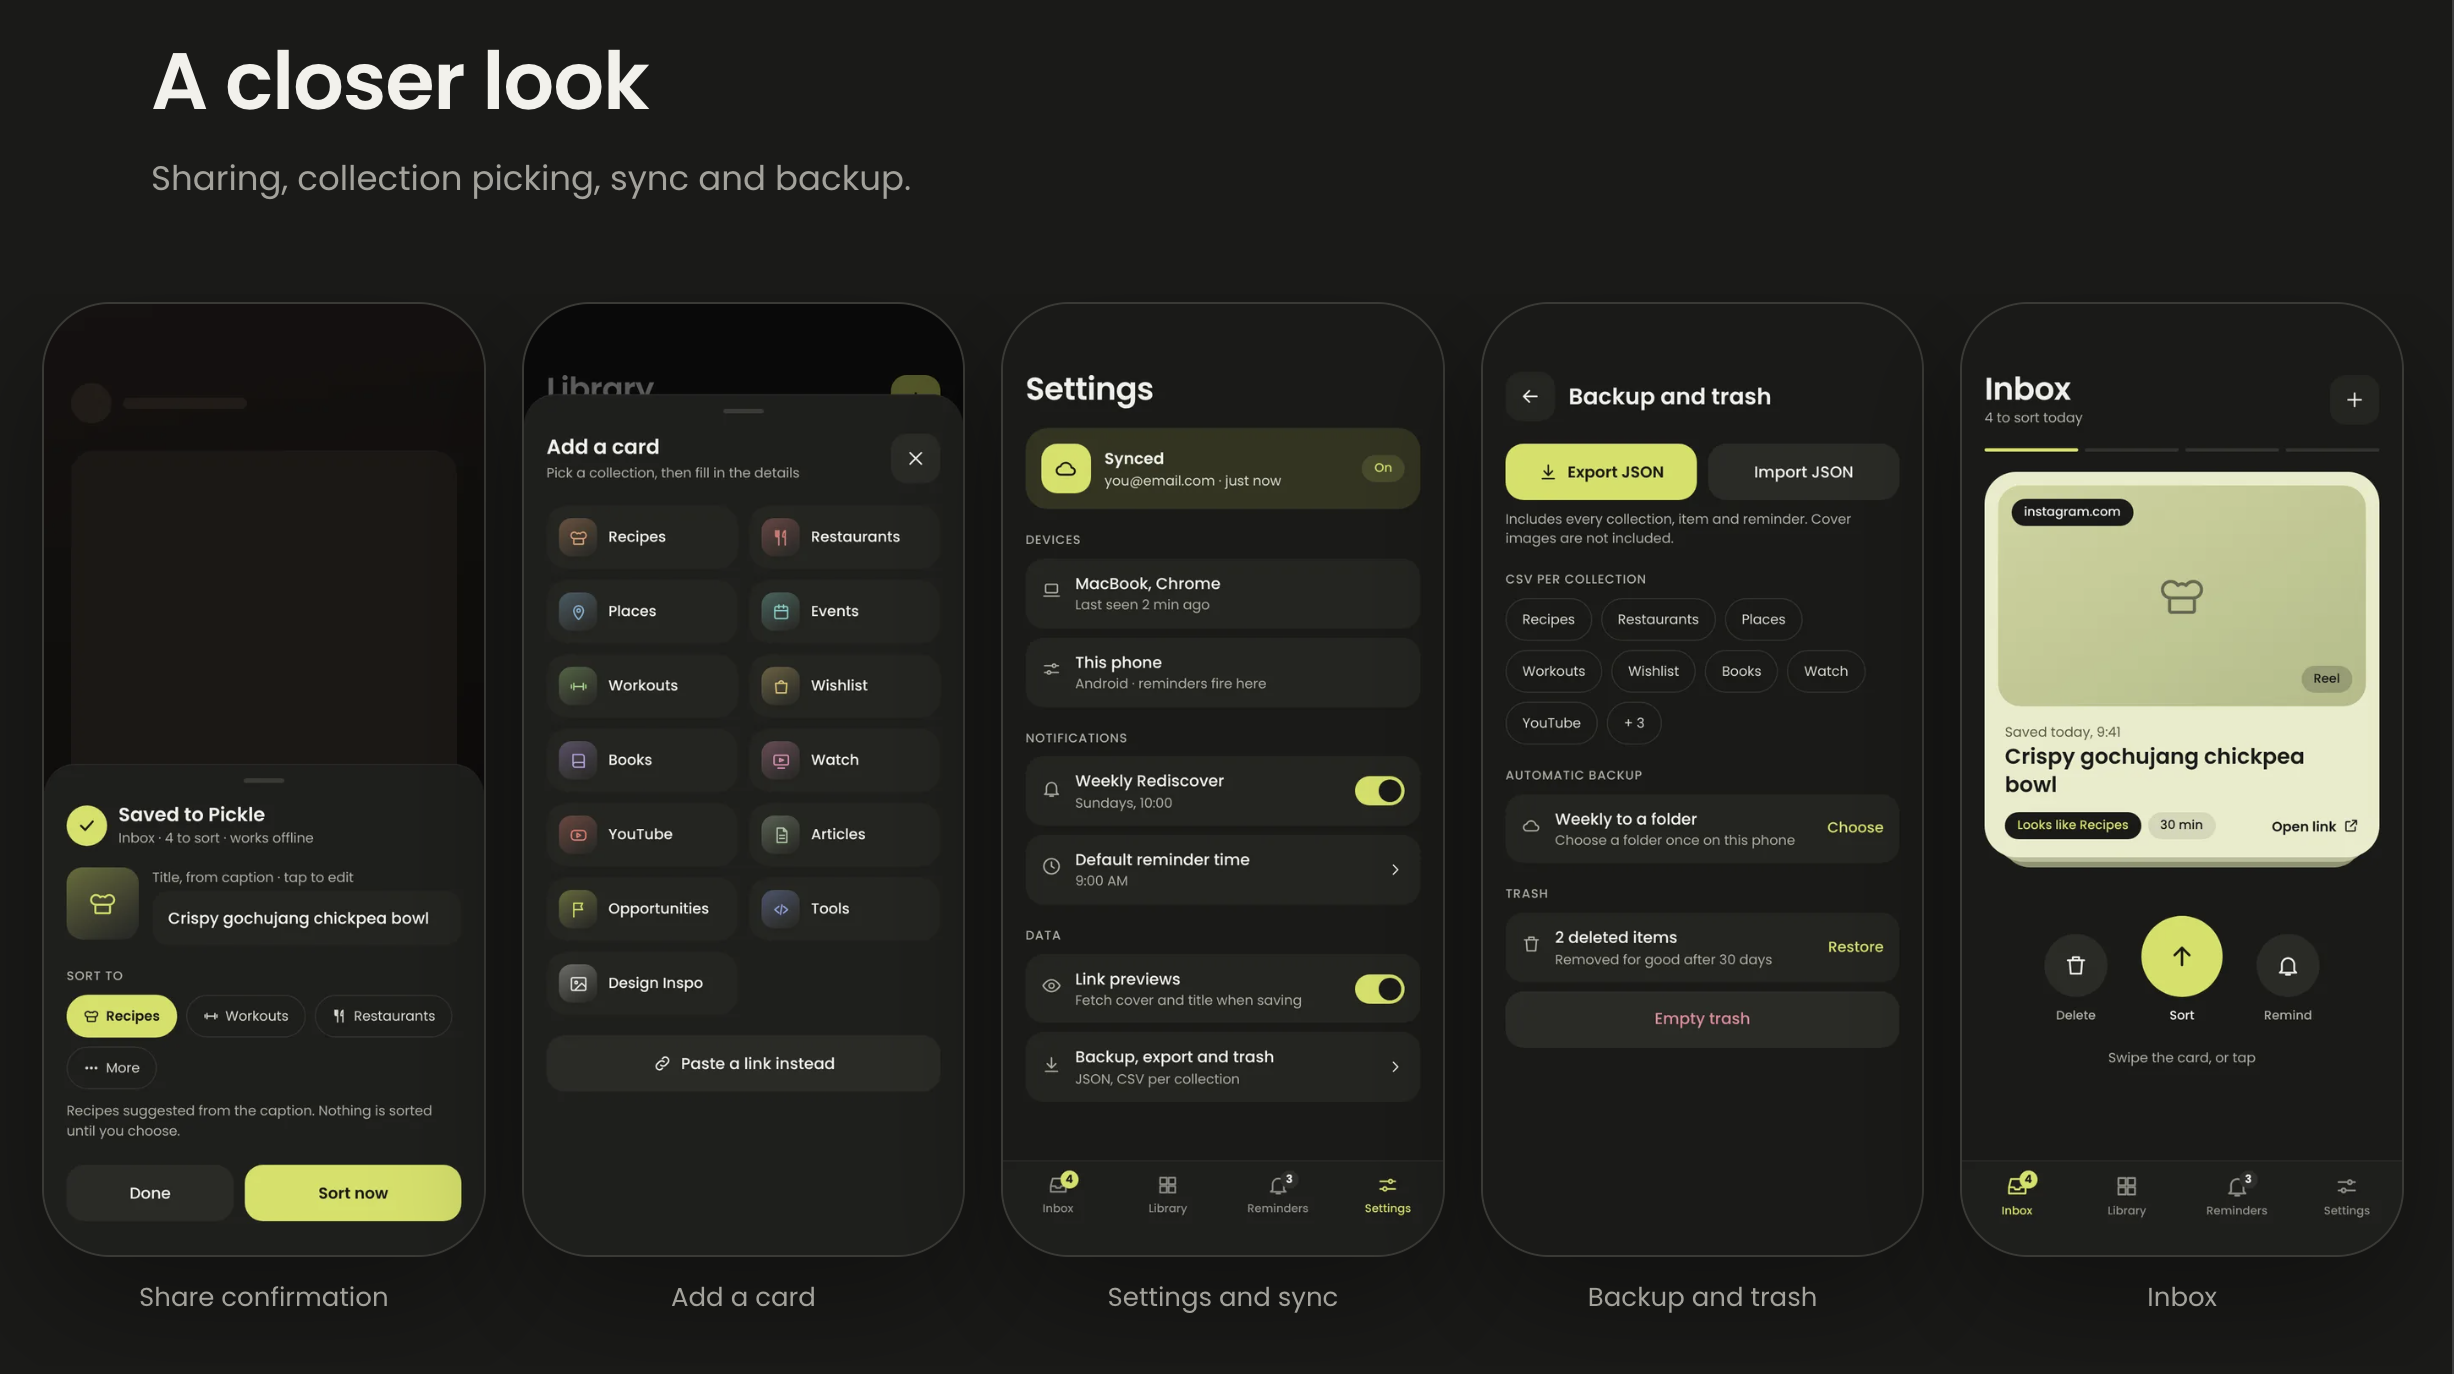 A closer look
Sharing, collection picking, sync and backup.
Saved to Pickle
Inbox · 4 to sort · works offline
Title, from caption · tap to edit
Crispy gochujang chickpea bowl
SORT TO
Recipes
Workouts
Restaurants
More
Recipes suggested from the caption. Nothing is sorted
until you choose.
Done
Sort now
Share confirmation
Library
Add a card
Pick a collection, then fill in the details
Recipes
Restaurants
Places
Events
Workouts
Wishlist
Books
Watch
YouTube
Articles
Opportunities
Tools
Design Inspo
Paste a link instead
Add a card
Settings
Synced
you@email.com · just now
On
DEVICES
MacBook, Chrome
Last seen 2 min ago
This phone
Android · reminders fire here
NOTIFICATIONS
Weekly Rediscover
Sundays, 10:00
Default reminder time
9:00 AM
DATA
Link previews
Fetch cover and title when saving
Backup, export and trash
JSON, CSV per collection
4
3
Inbox
Library
Reminders
Settings
Settings and sync
Backup and trash
Export JSON
Import JSON
Includes every collection, item and reminder. Cover
images are not included.
CSV PER COLLECTION
Recipes
Restaurants
Places
Workouts
Wishlist
Books
Watch
YouTube
+ 3
AUTOMATIC BACKUP
Weekly to a folder
Choose a folder once on this phone
Choose
TRASH
2 deleted items
Removed for good after 30 days
Restore
Empty trash
Backup and trash
Inbox
4 to sort today
instagram.com
Reel
Saved today, 9:41
Crispy gochujang chickpea
bowl
Looks like Recipes
30 min
Open link
Delete
Sort
Remind
Swipe the card, or tap
4
3
Inbox
Library
Reminders
Settings
Inbox